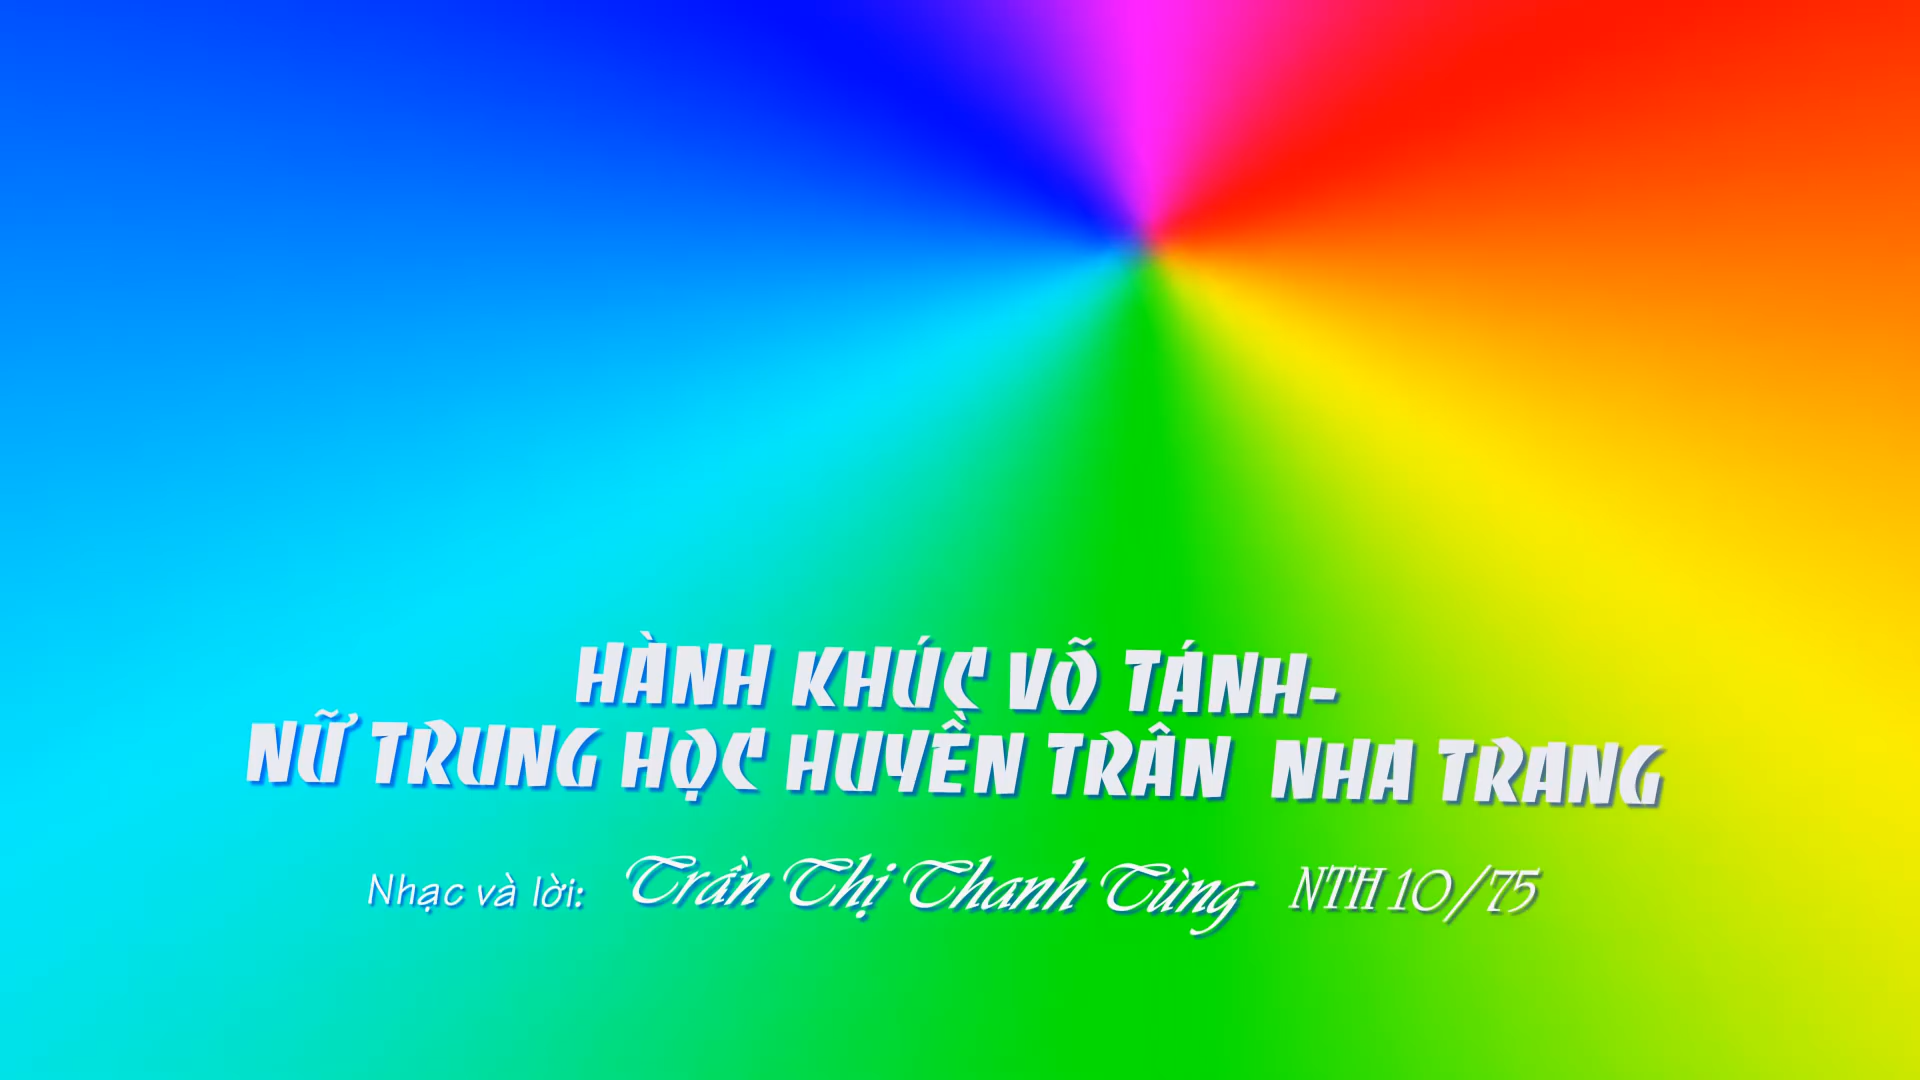 HÀNH KHÚC VÕ TÁNH-
NỮ TRUNG HỌC HUYỀN TRÂN NHA TRANG
Nhạc và lời: Trần Thị Thanh Tùng NTH 10/75